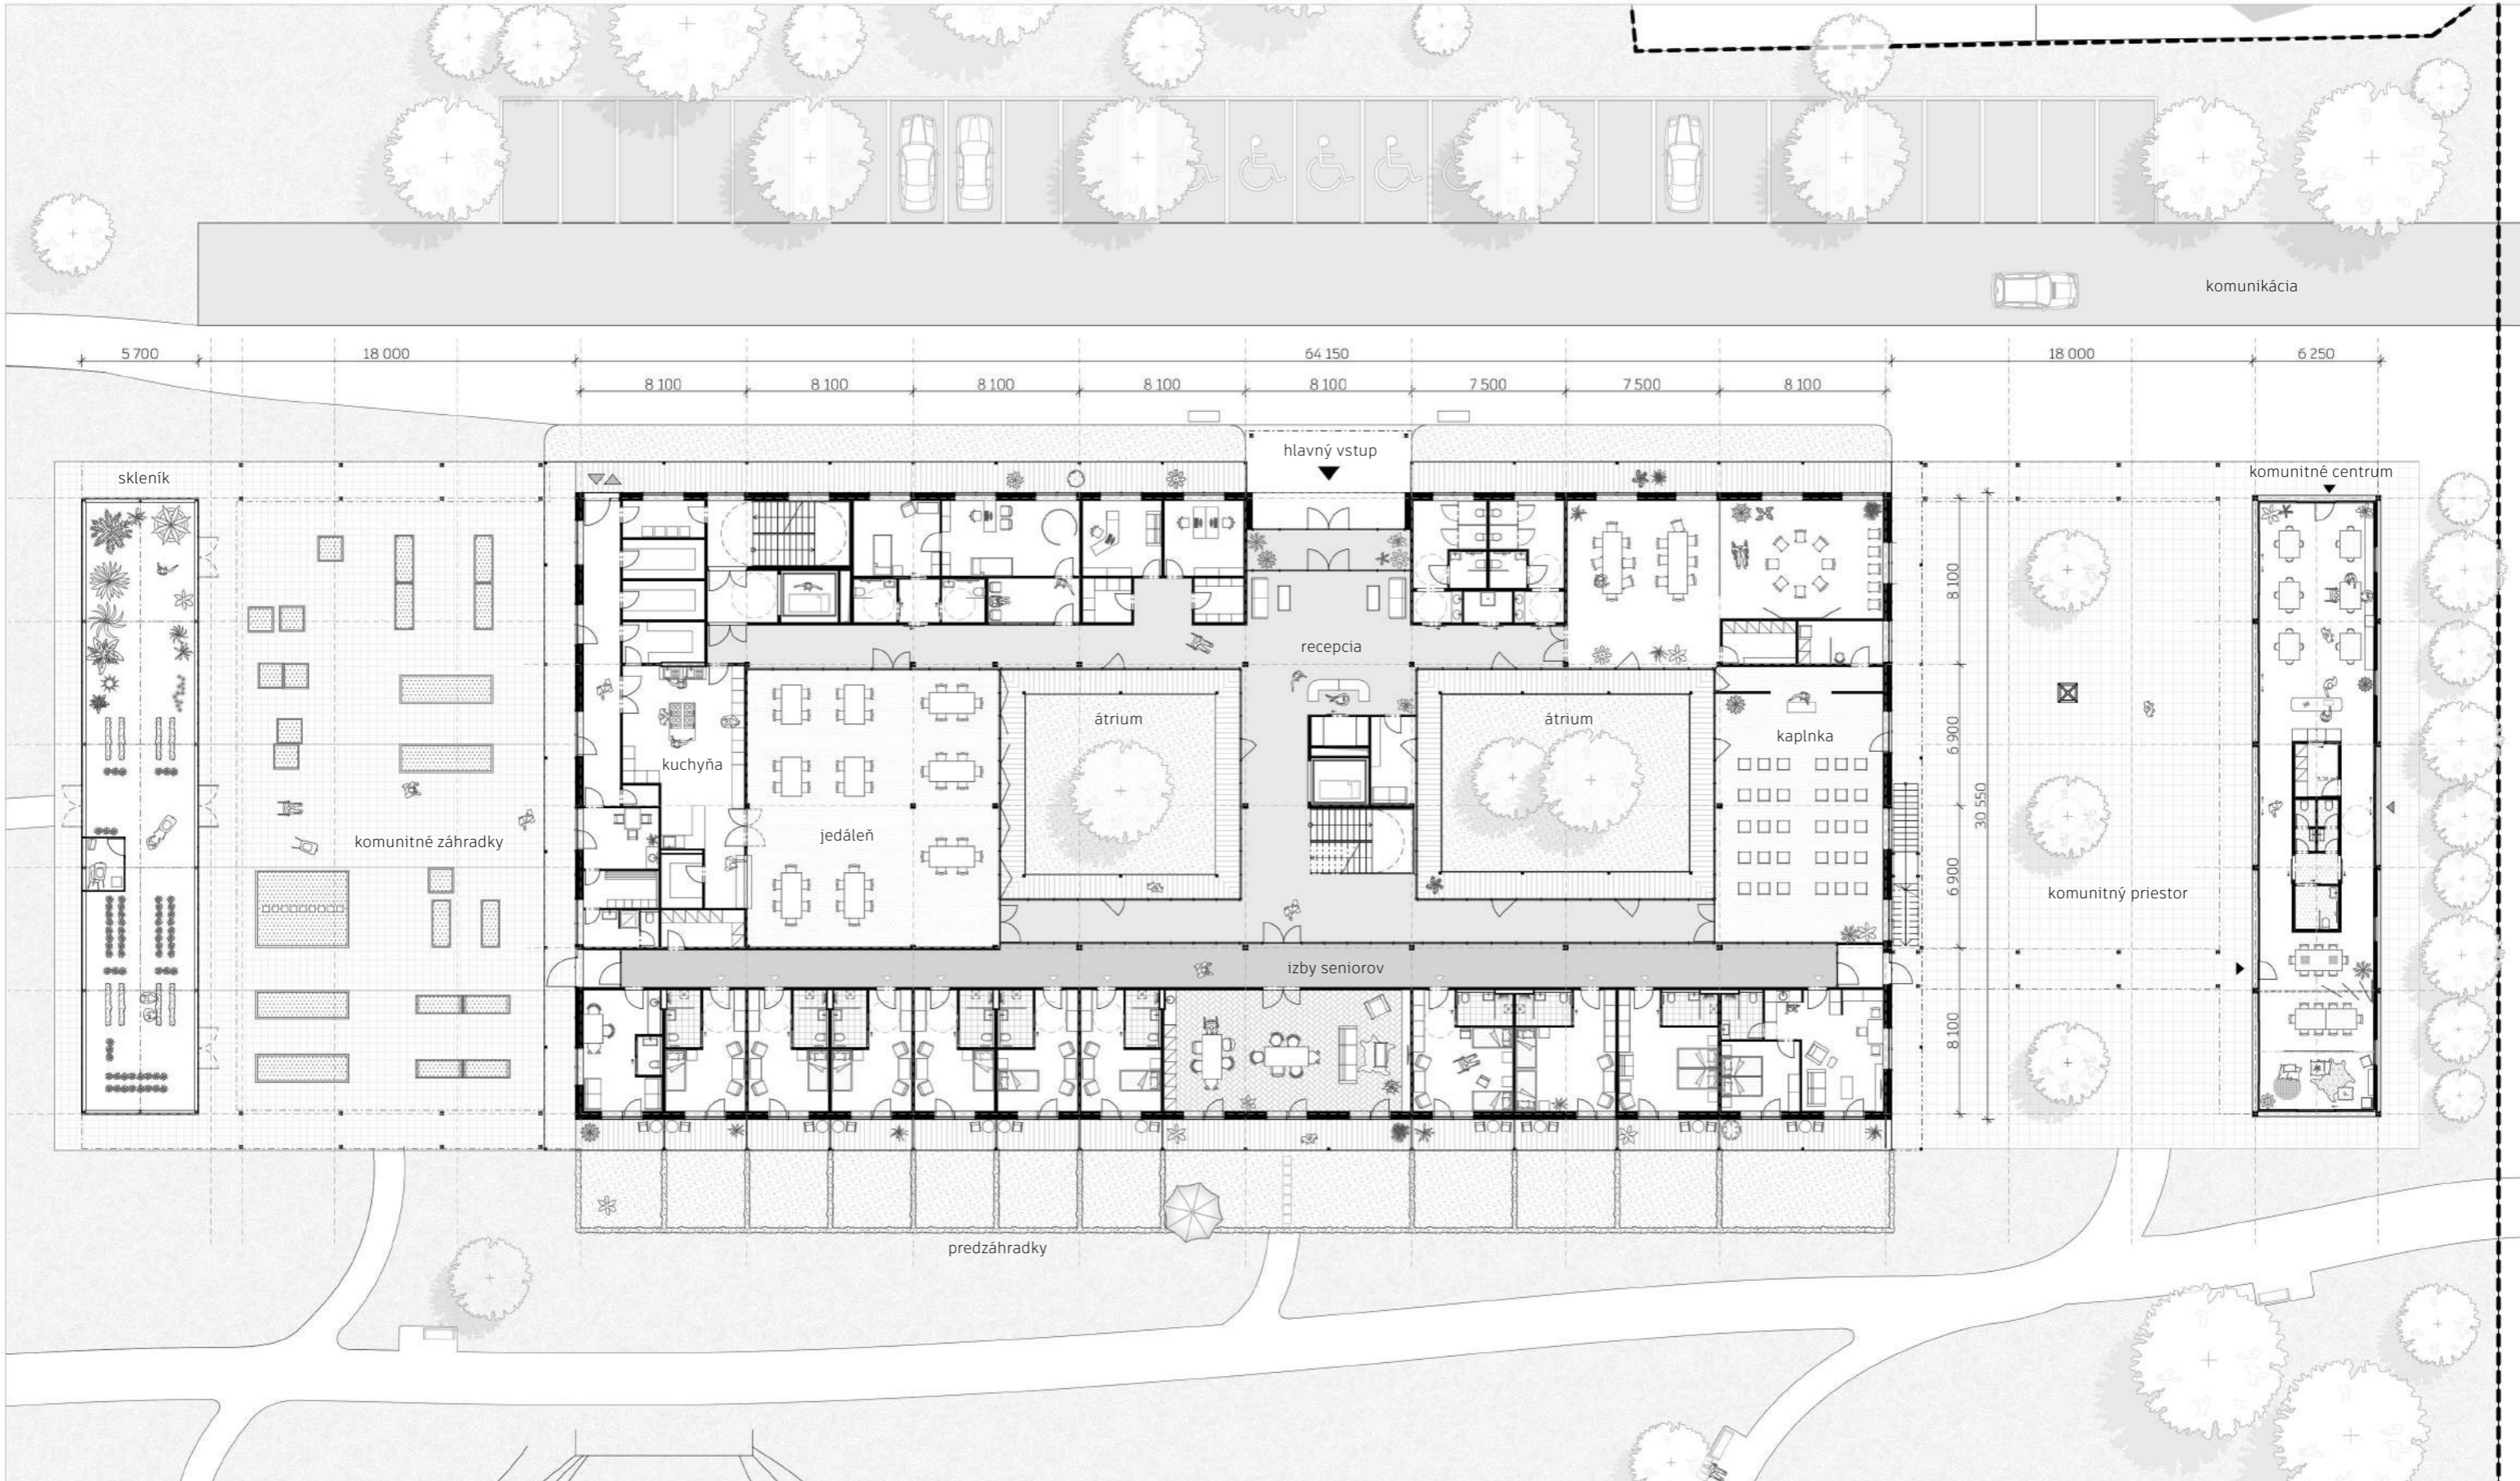 komunikácia
5 700
18 000
64 150
18 000
6 250
8 100
8 100
8 100
8 100
8 100
7 500
7 500
8 100
hlavný vstup
skleník
komunitné centrum
8 100
recepcia
átrium
átrium
kaplnka
6 900
kuchyňa
30 550
jedáleň
komunitné záhradky
6 900
komunitný priestor
izby seniorov
8 100
predzáhradky